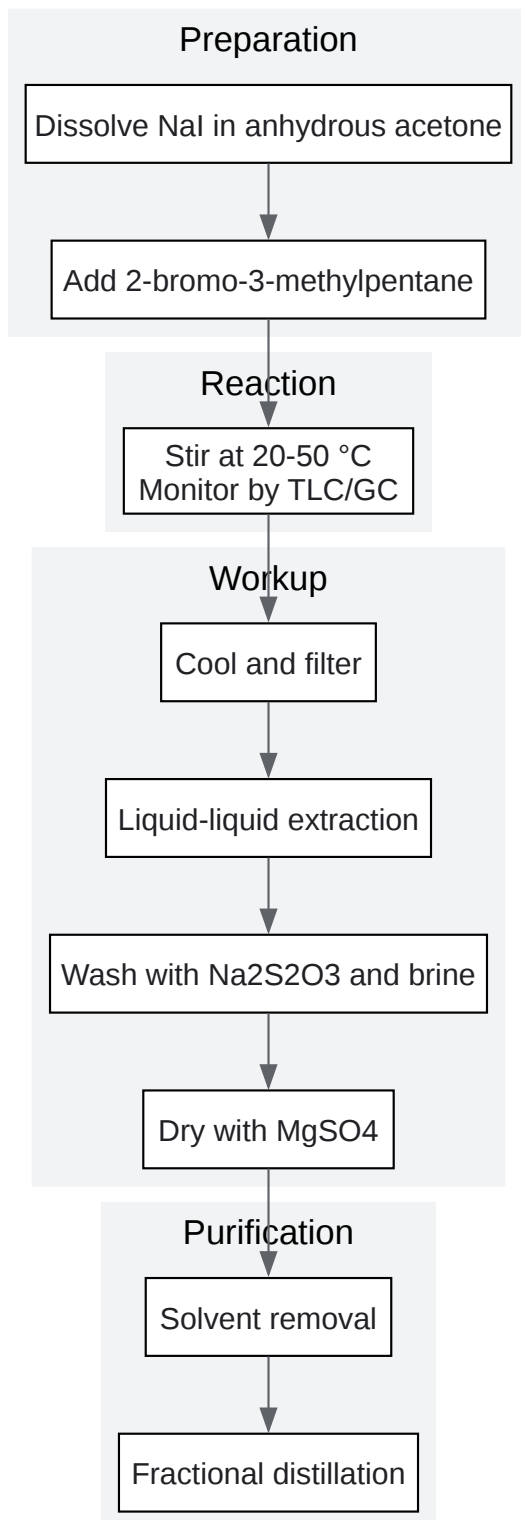 Preparation
Dissolve NaI in anhydrous acetone
Add 2-bromo-3-methylpentane
Reaction
Stir at 20-50 °C
Monitor by TLC/GC
Workup
Cool and filter
Liquid-liquid extraction
Wash with Na2S2O3 and brine
Dry with MgSO4
Purification
Solvent removal
Fractional distillation